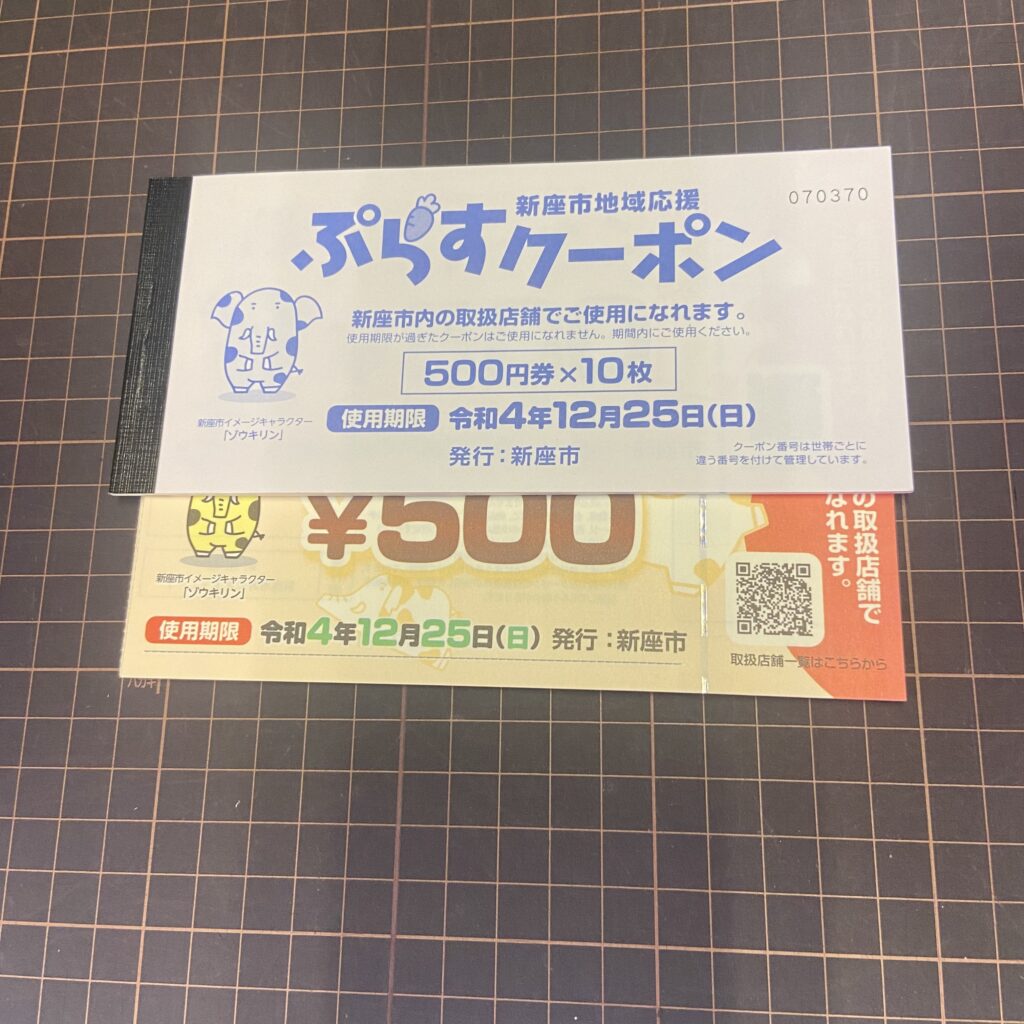 070370
新座市地域応援
ぷらすクーポン
新座市内の取扱店舗でご使用になれます。
使用期限が過ぎたクーポンはご使用になれません。期間内にご使用ください。
500円券×10枚
新座市イメージキャラクター
「ゾウキリン」
使用期限 令和4年12月25日(日)
発行：新座市
クーポン番号は世帯ごとに
違う番号を付けて管理しています。
¥500
の取扱店舗で
なれます。
新座市イメージキャラクター
「ゾウキリン」
使用期限 令和4年12月25日(日) 発行：新座市
取扱店舗一覧はこちらから